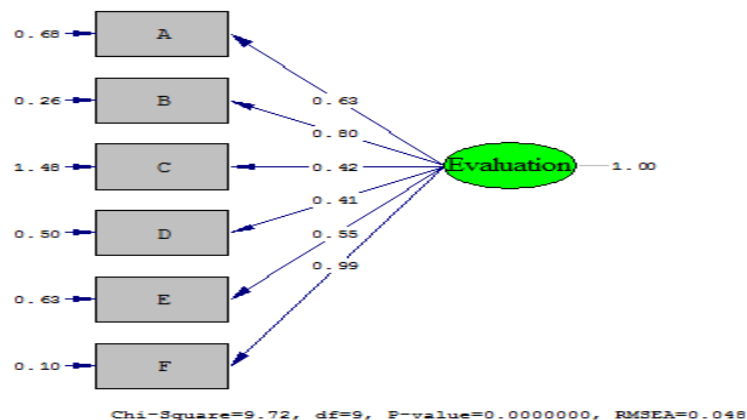 0.68 A
0.63
0.26 B
0.80
1.48 C 0.42 Evaluation 1.00
0.41
0.50 D 0.55
0.99
0.63 E
0.10 F
Chi-Square=9.72, df=9, P-value=0.0000000, RMSEA=0.048